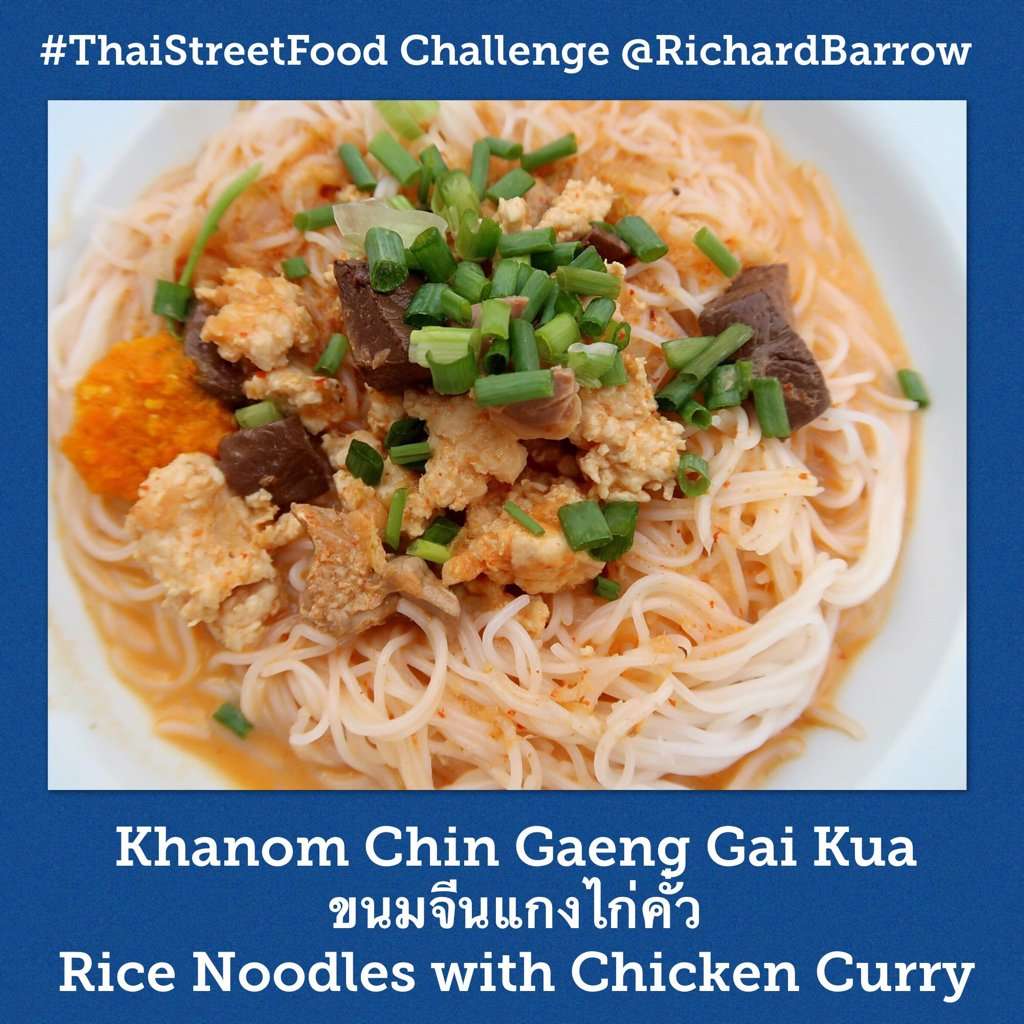 #ThaiStreetFood Challenge @RichardBarrow
Khanom Chin Gaeng Gai Kua
ขนมจีนแกงไก่คั่ว
Rice Noodles with Chicken Curry